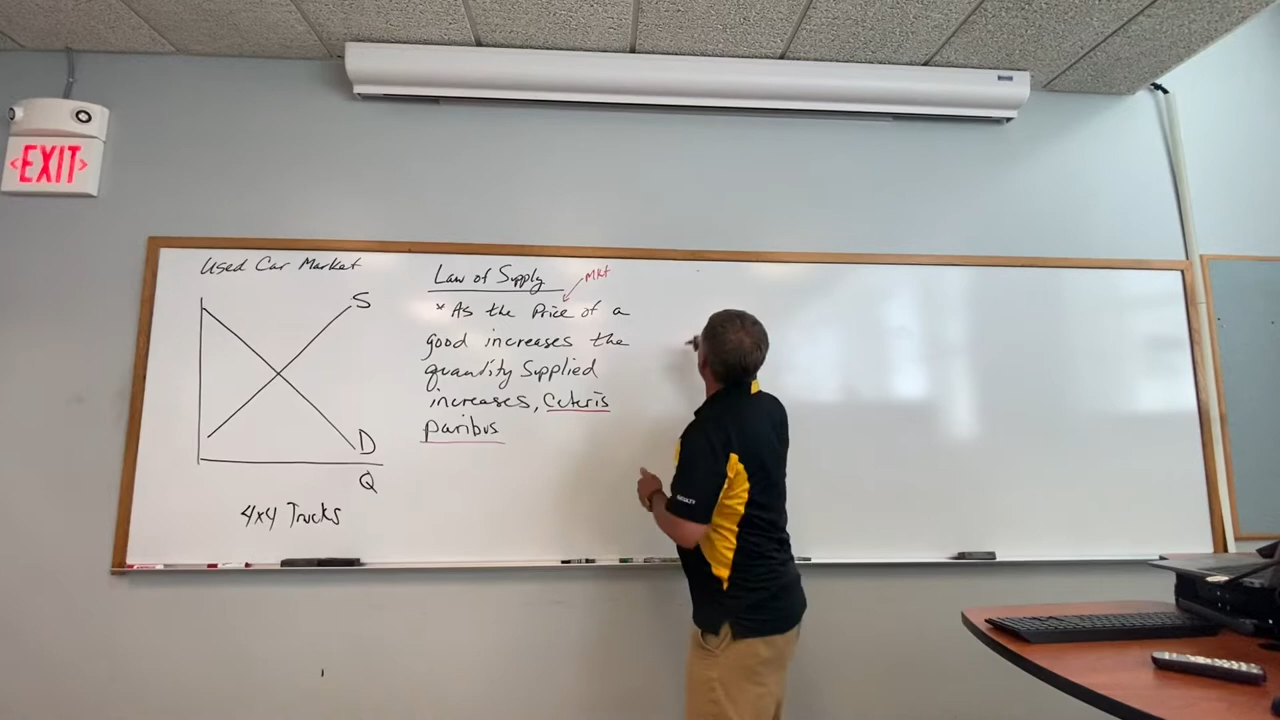 EXIT
Used Car Market
S
D
Q
4x4 Trucks
Law of Supply
Mkt
* As the Price of a
good increases the
quantity Supplied
increases, Ceteris
paribus
FACULTY